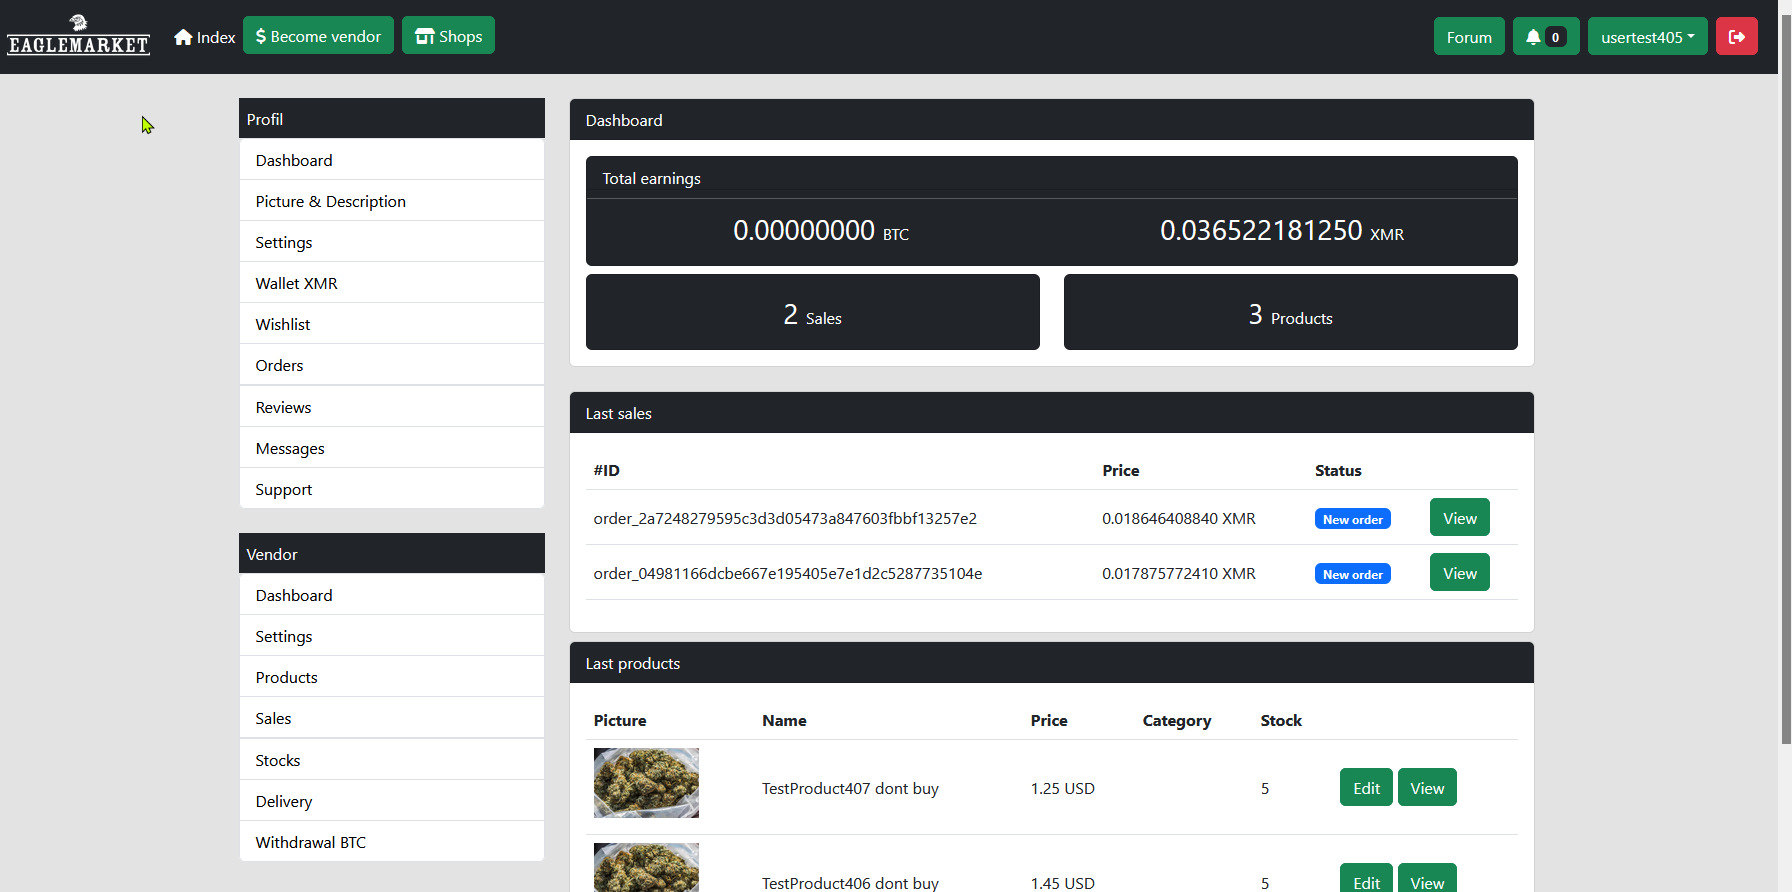 EAGLEMARKET
Index
Become vendor
Shops
Forum
0
usertest405
Profil
Dashboard
Picture & Description
Settings
Wallet XMR
Wishlist
Orders
Reviews
Messages
Support
Vendor
Dashboard
Settings
Products
Sales
Stocks
Delivery
Withdrawal BTC
Dashboard
Total earnings
0.00000000 BTC
0.036522181250 XMR
2 Sales
3 Products
Last sales
#ID Price Status
order_2a7248279595c3d3d05473a847603fbbf13257e2 0.018646408840 XMR New order View
order_04981166dcbe667e195405e7e1d2c5287735104e 0.017875772410 XMR New order View
Last products
Picture Name Price Category Stock
TestProduct407 dont buy 1.25 USD 5 Edit View
TestProduct406 dont buy 1.45 USD 5 Edit View